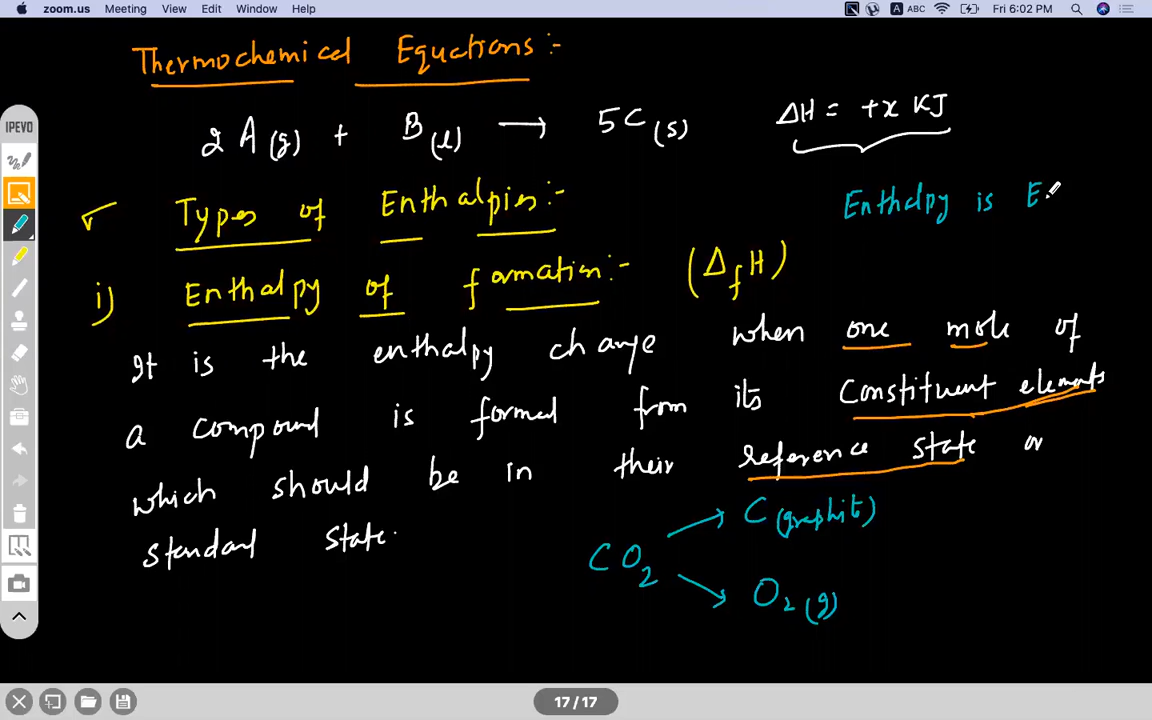 zoom.us Meeting View Edit Window Help
A ABC Fri 6:02 PM
Thermochemical Equations:-
2A(g) + B(l) → 5C(s) ΔH = +x KJ
IPEVO
✓ Types of Enthalpies:-
Enthalpy is E
i) Enthalpy of formation:- (ΔfH)
It is the enthalpy change when one mole of
a compound is formed from its constituent elements
which should be in their reference state or
standard state.
CO2 → C(graphite)
→ O2(g)
17/17